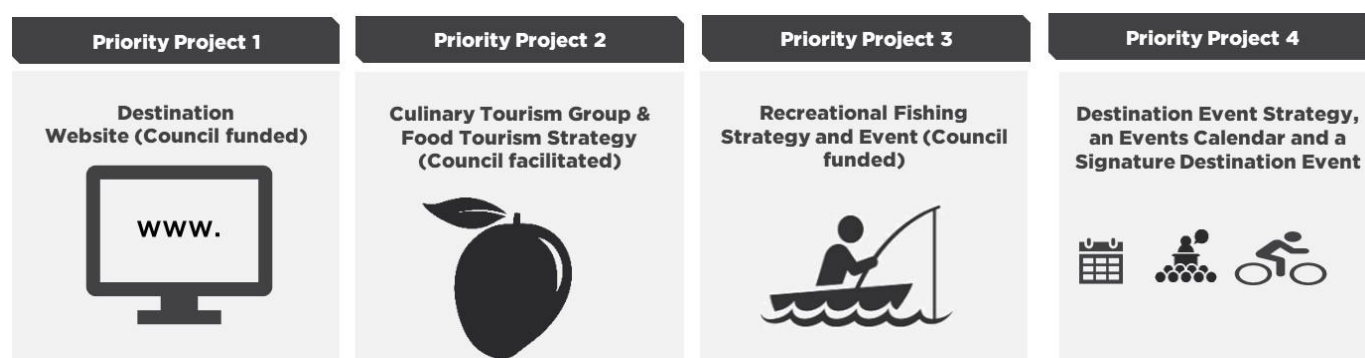 Priority Project 1
Destination
Website (Council funded)
www.
Priority Project 2
Culinary Tourism Group &
Food Tourism Strategy
(Council facilitated)
Priority Project 3
Recreational Fishing
Strategy and Event (Council
funded)
Priority Project 4
Destination Event Strategy,
an Events Calendar and a
Signature Destination Event